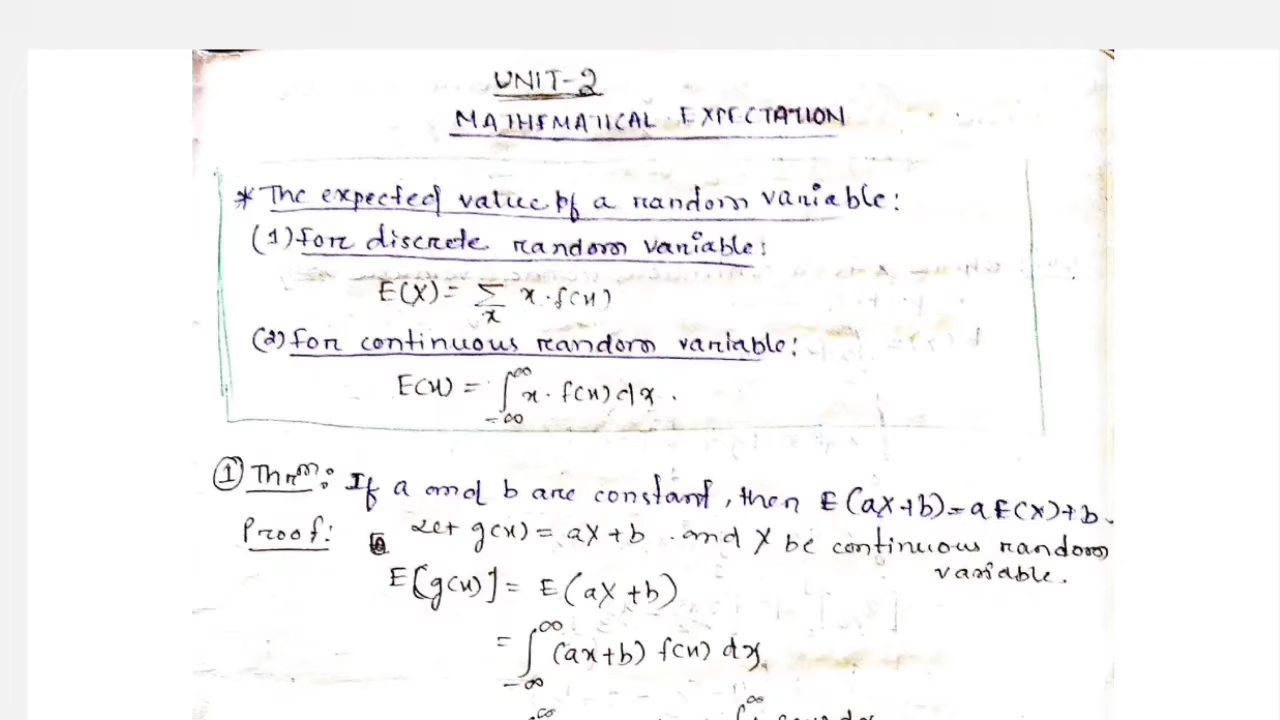 UNIT-2
MATHEMATICAL EXPECTATION
* The expected value of a random variable:
(1) for discrete random variable:
E(X) = Σ_x x·f(x)
(2) for continuous random variable:
E(x) = ∫_{-∞}^{∞} x · f(x) dx.
① Thrm: If a and b are constant, then E(aX+b) = aE(X)+b.
Proof: Let g(x) = aX+b and X be continuous random
variable.
E[g(x)] = E(aX+b)
= ∫_{-∞}^{∞} (ax+b) f(x) dx